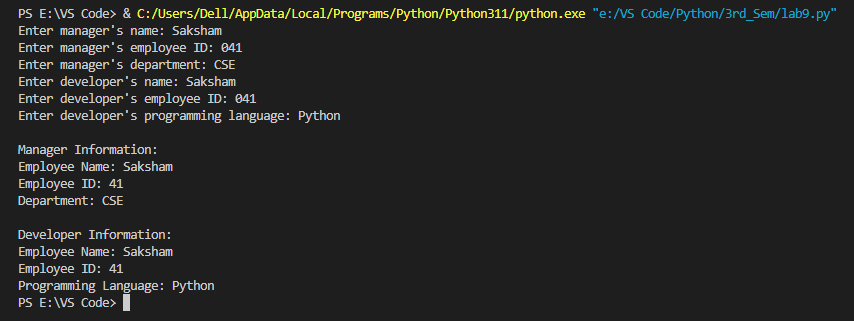 PS E:\VS Code> & C:/Users/Dell/AppData/Local/Programs/Python/Python311/python.exe "e:/VS Code/Python/3rd_Sem/lab9.py"
Enter manager's name: Saksham
Enter manager's employee ID: 041
Enter manager's department: CSE
Enter developer's name: Saksham
Enter developer's employee ID: 041
Enter developer's programming language: Python

Manager Information:
Employee Name: Saksham
Employee ID: 41
Department: CSE

Developer Information:
Employee Name: Saksham
Employee ID: 41
Programming Language: Python
PS E:\VS Code>